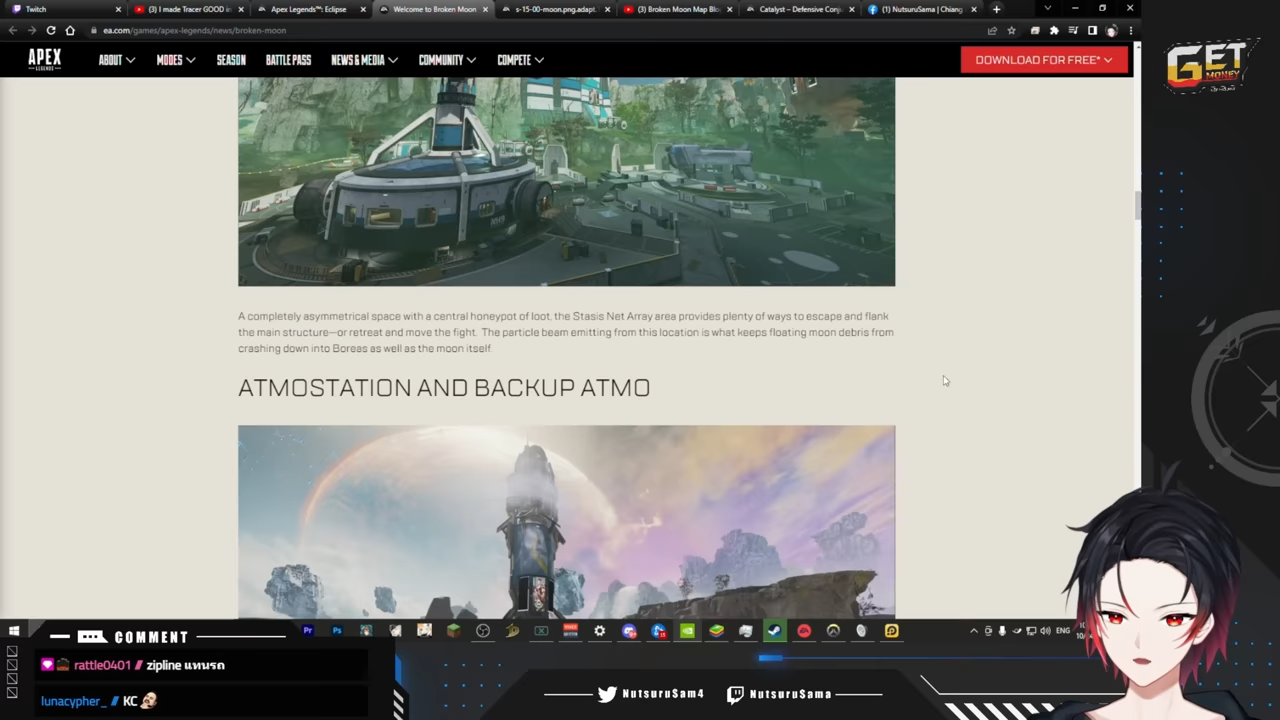 Twitch
(3) I made Tracer GOOD in
Apex Legends™: Eclipse
Welcome to Broken Moon
s-15-00-moon.png.adapt.
(3) Broken Moon Map Blo
Catalyst – Defensive Conju
(1) NutsuruSama | Chiang
ea.com/games/apex-legends/news/broken-moon
APEX
LEGENDS
ABOUT
MODES
SEASON
BATTLE PASS
NEWS & MEDIA
COMMUNITY
COMPETE
DOWNLOAD FOR FREE*
GET
MONEY
A completely asymmetrical space with a central honeypot of loot, the Stasis Net Array area provides plenty of ways to escape and flank
the main structure—or retreat and move the fight. The particle beam emitting from this location is what keeps floating moon debris from
crashing down into Boreas as well as the moon itself.
ATMOSTATION AND BACKUP ATMO
ENG
COMMENT
rattle0401 // zipline แทนรถ
lunacypher_ // KC
Nutsuru$am4
Nutsuru$ama